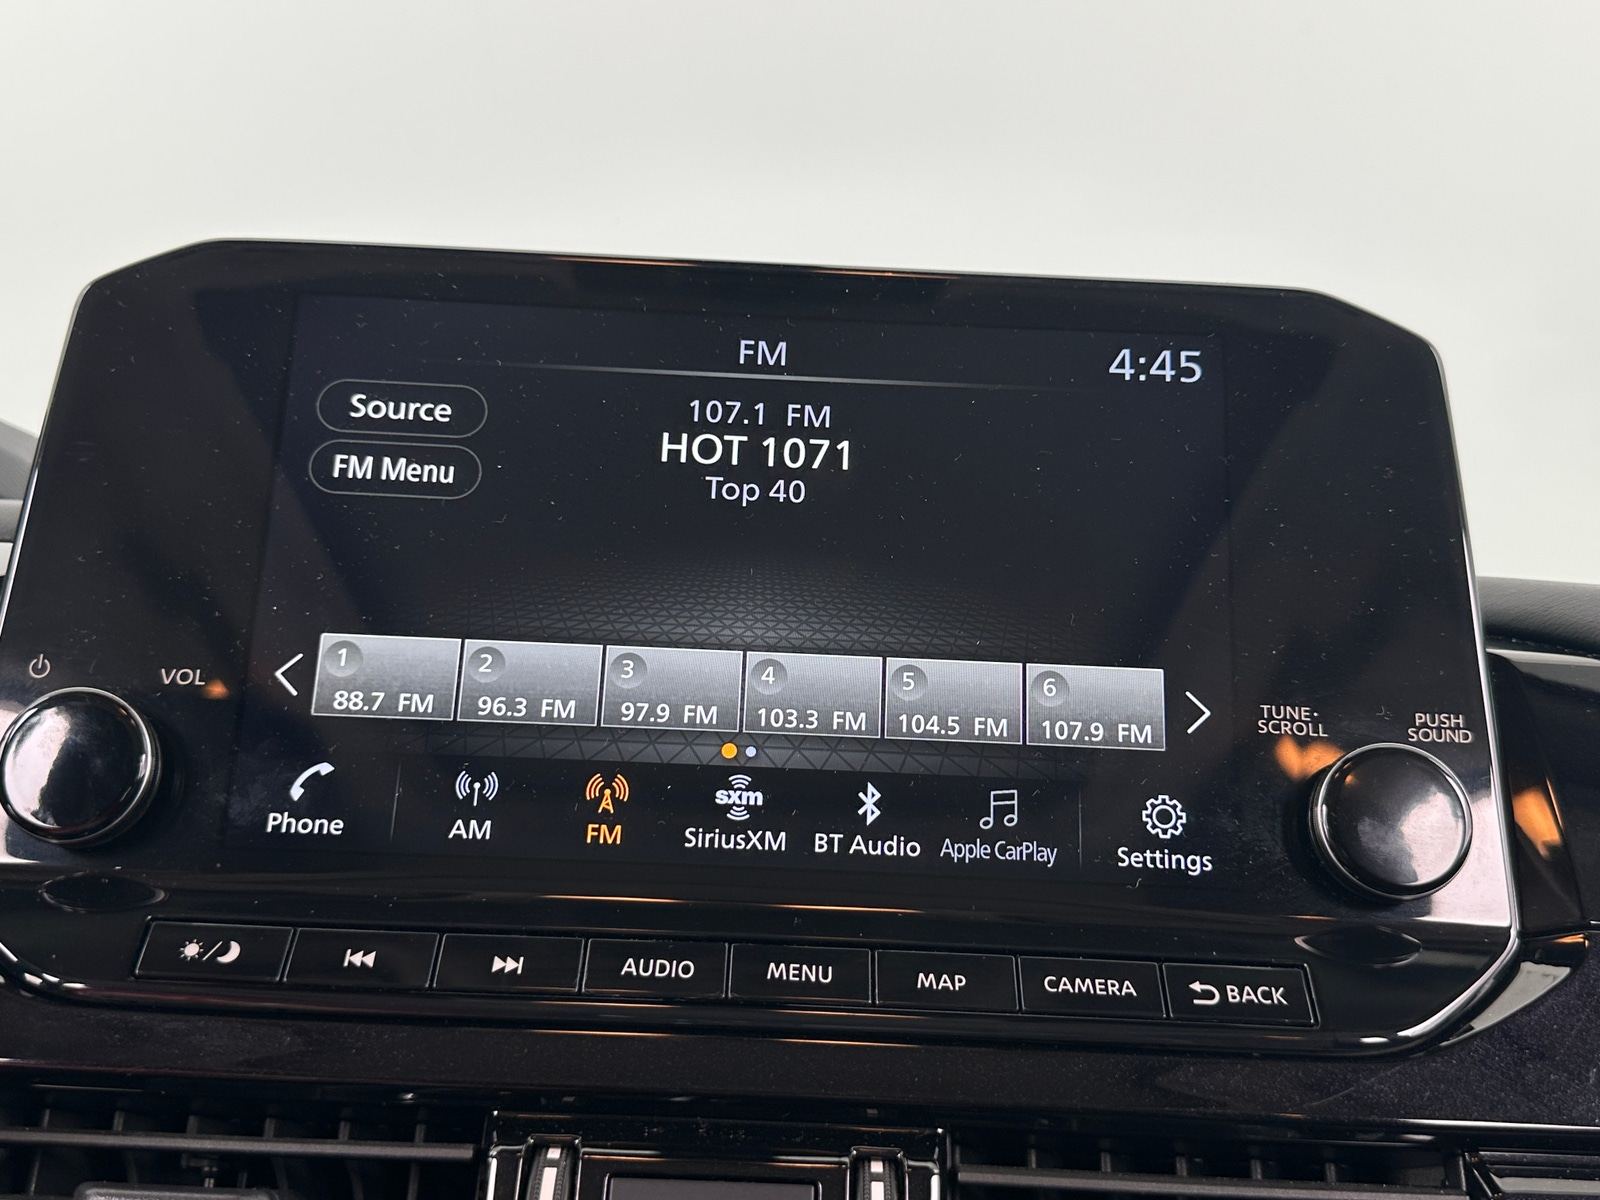 FM
4:45
Source
107.1 FM
HOT 1071
FM Menu
Top 40
1
88.7 FM
2
96.3 FM
3
97.9 FM
4
103.3 FM
5
104.5 FM
6
107.9 FM
VOL
TUNE·
SCROLL
PUSH
SOUND
Phone
AM
FM
sxm
SiriusXM
BT Audio
Apple CarPlay
Settings
AUDIO
MENU
MAP
CAMERA
BACK